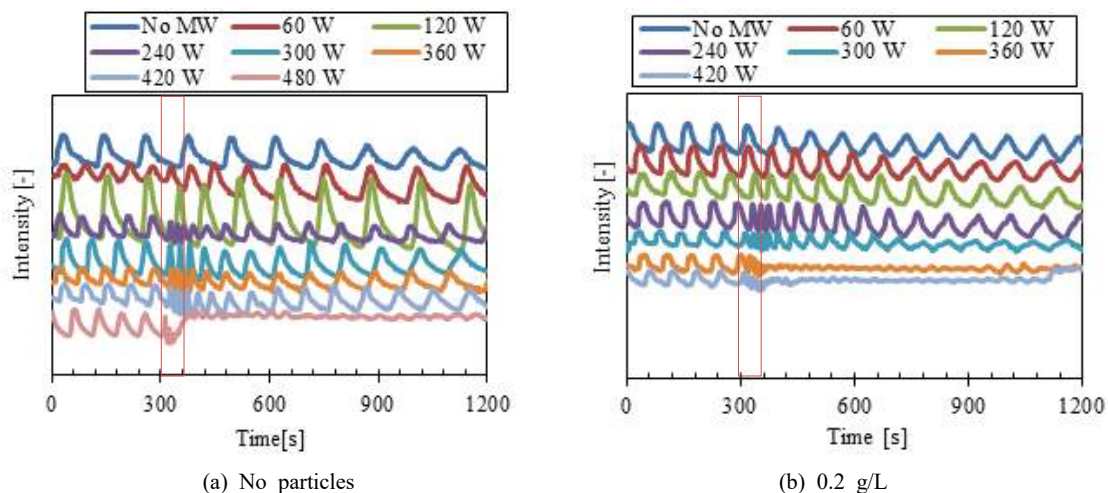 No MW 60 W 120 W
240 W 300 W 360 W
420 W 480 W
Intensity [-]
0 300 600 900 1200
Time[s]
(a) No particles
No MW 60 W 120 W
240 W 300 W 360 W
420 W
Intensity [-]
0 300 600 900 1200
Time [s]
(b) 0.2 g/L